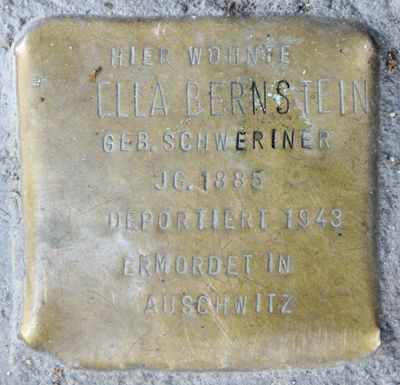 HIER WOHNTE
ELLA BERNSTEIN
GEB. SCHWERINER
JG. 1885
DEPORTIERT 1943
ERMORDET IN
AUSCHWITZ